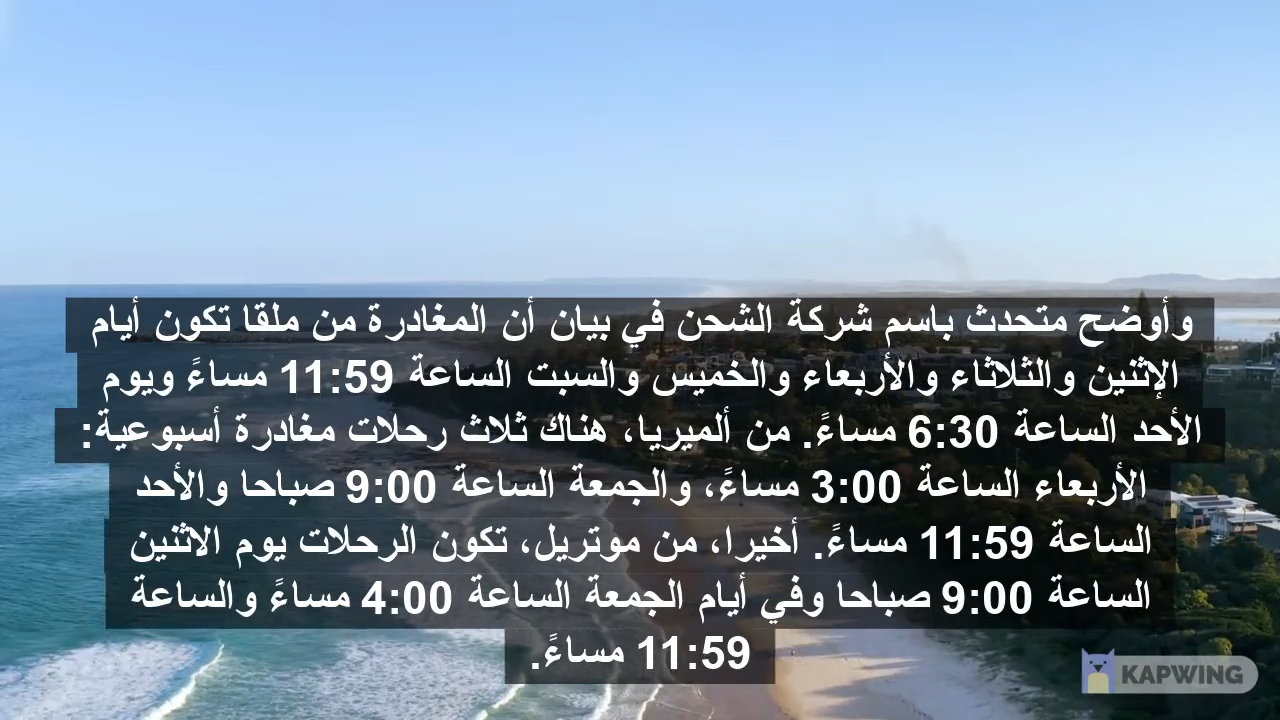 وأوضح متحدث باسم شركة الشحن في بيان أن المغادرة من ملقا تكون أيام
الإثنين والثلاثاء والأربعاء والخميس والسبت الساعة 11:59 مساءً ويوم
الأحد الساعة 6:30 مساءً. من ألميريا، هناك ثلاث رحلات مغادرة أسبوعية:
الأربعاء الساعة 3:00 مساءً، والجمعة الساعة 9:00 صباحا والأحد
الساعة 11:59 مساءً. أخيرا، من موتريل، تكون الرحلات يوم الاثنين
الساعة 9:00 صباحا وفي أيام الجمعة الساعة 4:00 مساءً والساعة
11:59 مساءً.
KAPWING